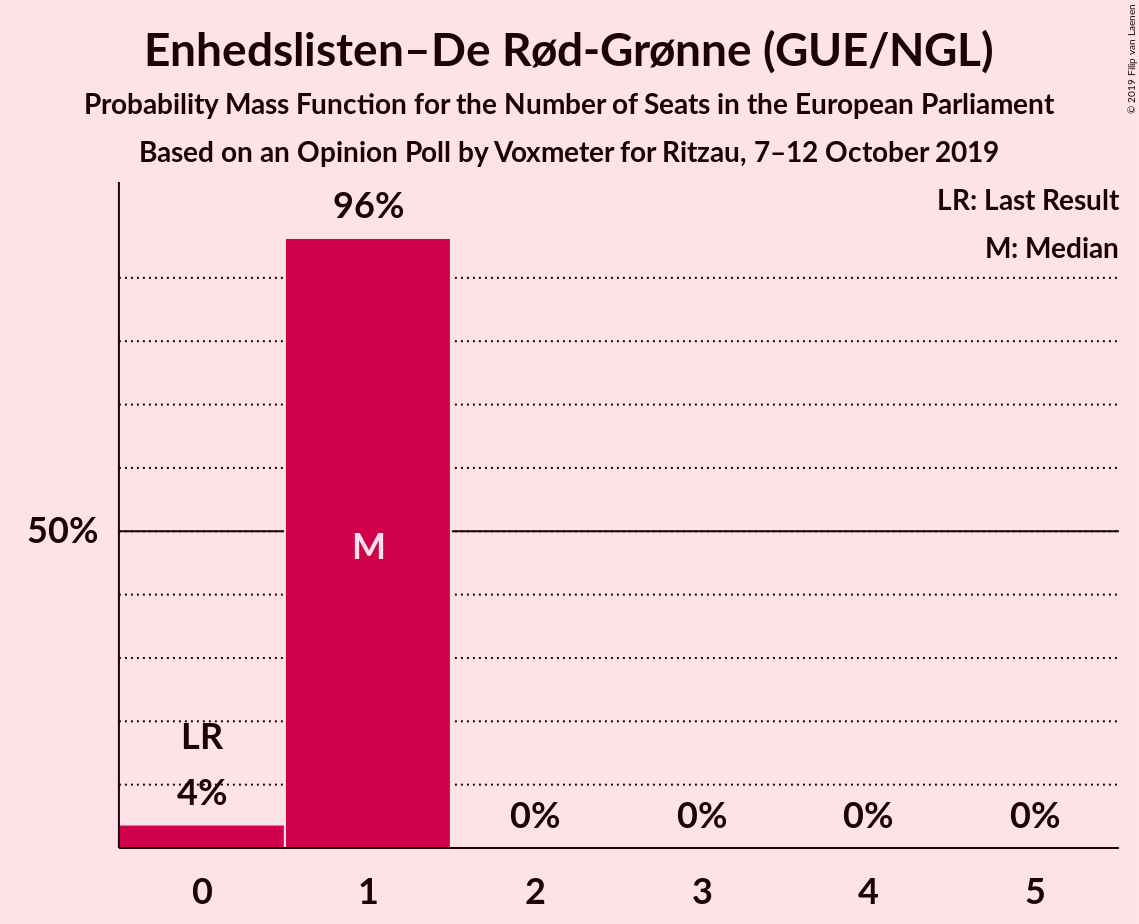 Enhedslisten–De Rød-Grønne (GUE/NGL)
Probability Mass Function for the Number of Seats in the European Parliament
Based on an Opinion Poll by Voxmeter for Ritzau, 7–12 October 2019
© 2019 Filip van Laenen
LR: Last Result
M: Median
96%
50%
M
LR
4%
0%
0%
0%
0%
0
1
2
3
4
5